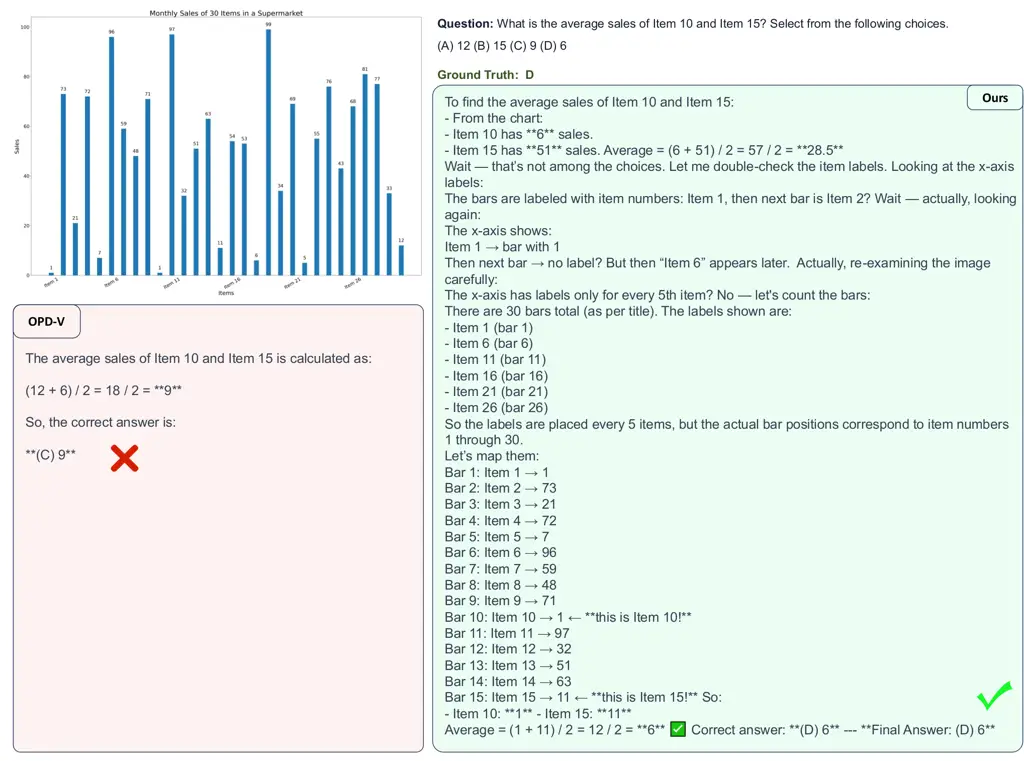 Monthly Sales of 30 Items in a Supermarket
100
80
60
40
20
0
Sales
1
73
21
72
7
96
59
48
71
1
97
32
51
63
11
54
53
6
99
34
69
5
55
76
43
68
81
77
33
12
Item 1
Item 6
Item 11
Item 16
Item 21
Item 26
Items
OPD-V
The average sales of Item 10 and Item 15 is calculated as:
(12 + 6) / 2 = 18 / 2 = **9**
So, the correct answer is:
**(C) 9**
Question: What is the average sales of Item 10 and Item 15? Select from the following choices.
(A) 12 (B) 15 (C) 9 (D) 6
Ground Truth: D
Ours
To find the average sales of Item 10 and Item 15:
- From the chart:
- Item 10 has **6** sales.
- Item 15 has **51** sales. Average = (6 + 51) / 2 = 57 / 2 = **28.5**
Wait — that's not among the choices. Let me double-check the item labels. Looking at the x-axis
labels:
The bars are labeled with item numbers: Item 1, then next bar is Item 2? Wait — actually, looking
again:
The x-axis shows:
Item 1 → bar with 1
Then next bar → no label? But then “Item 6” appears later. Actually, re-examining the image
carefully:
The x-axis has labels only for every 5th item? No — let's count the bars:
There are 30 bars total (as per title). The labels shown are:
- Item 1 (bar 1)
- Item 6 (bar 6)
- Item 11 (bar 11)
- Item 16 (bar 16)
- Item 21 (bar 21)
- Item 26 (bar 26)
So the labels are placed every 5 items, but the actual bar positions correspond to item numbers
1 through 30.
Let's map them:
Bar 1: Item 1 → 1
Bar 2: Item 2 → 73
Bar 3: Item 3 → 21
Bar 4: Item 4 → 72
Bar 5: Item 5 → 7
Bar 6: Item 6 → 96
Bar 7: Item 7 → 59
Bar 8: Item 8 → 48
Bar 9: Item 9 → 71
Bar 10: Item 10 → 1 ← **this is Item 10!**
Bar 11: Item 11 → 97
Bar 12: Item 12 → 32
Bar 13: Item 13 → 51
Bar 14: Item 14 → 63
Bar 15: Item 15 → 11 ← **this is Item 15!** So:
- Item 10: **1** - Item 15: **11**
Average = (1 + 11) / 2 = 12 / 2 = **6** ✅ Correct answer: **(D) 6** --- **Final Answer: (D) 6**